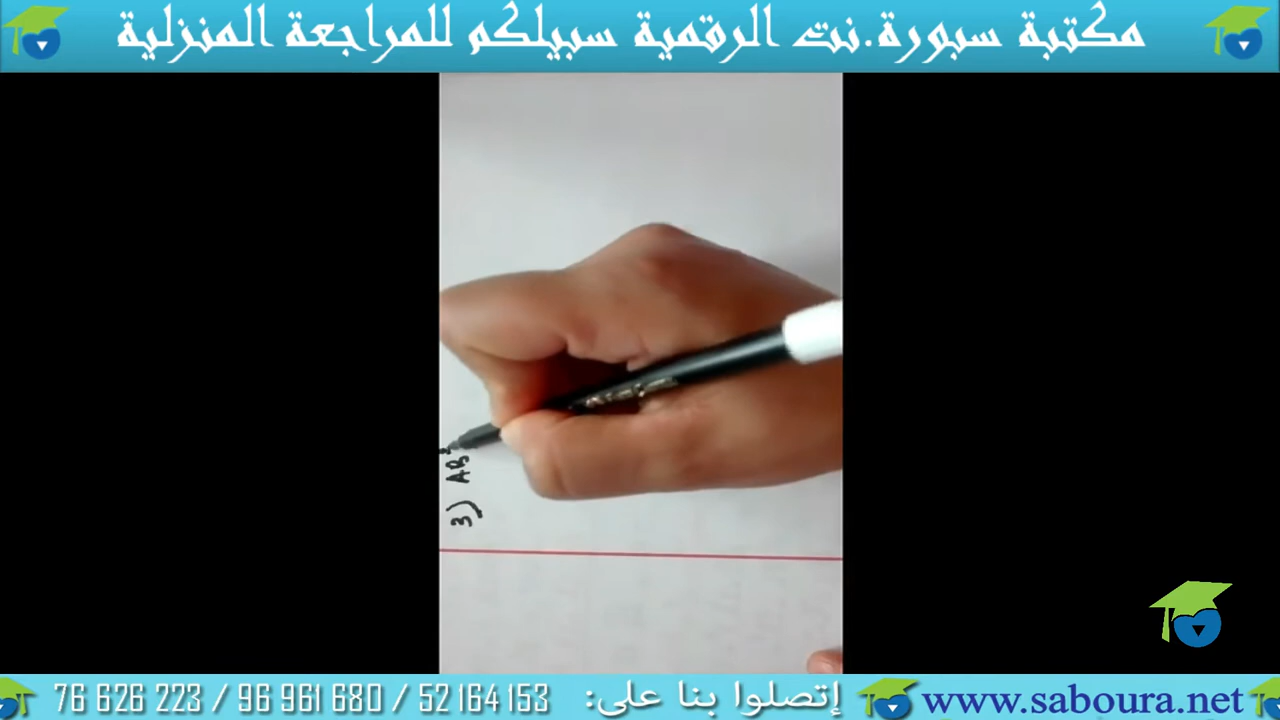 مكتبة سبورة.نت الرقمية سبيلكم للمراجعة المنزلية
3) AB²
76 626 223 / 96 961 680 / 52 164 153 إتصلوا بنا على: www.saboura.net